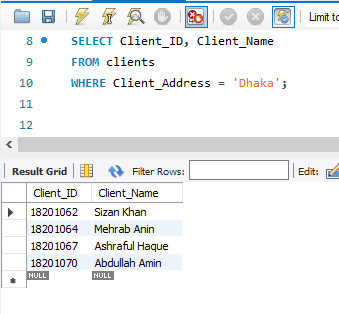 Limit to
8 SELECT Client_ID, Client_Name
9 FROM clients
10 WHERE Client_Address = 'Dhaka';
11
12
Result Grid Filter Rows: Edit:
Client_ID Client_Name
18201062 Sizan Khan
18201064 Mehrab Anin
18201067 Ashraful Haque
18201070 Abdullah Amin
NULL NULL